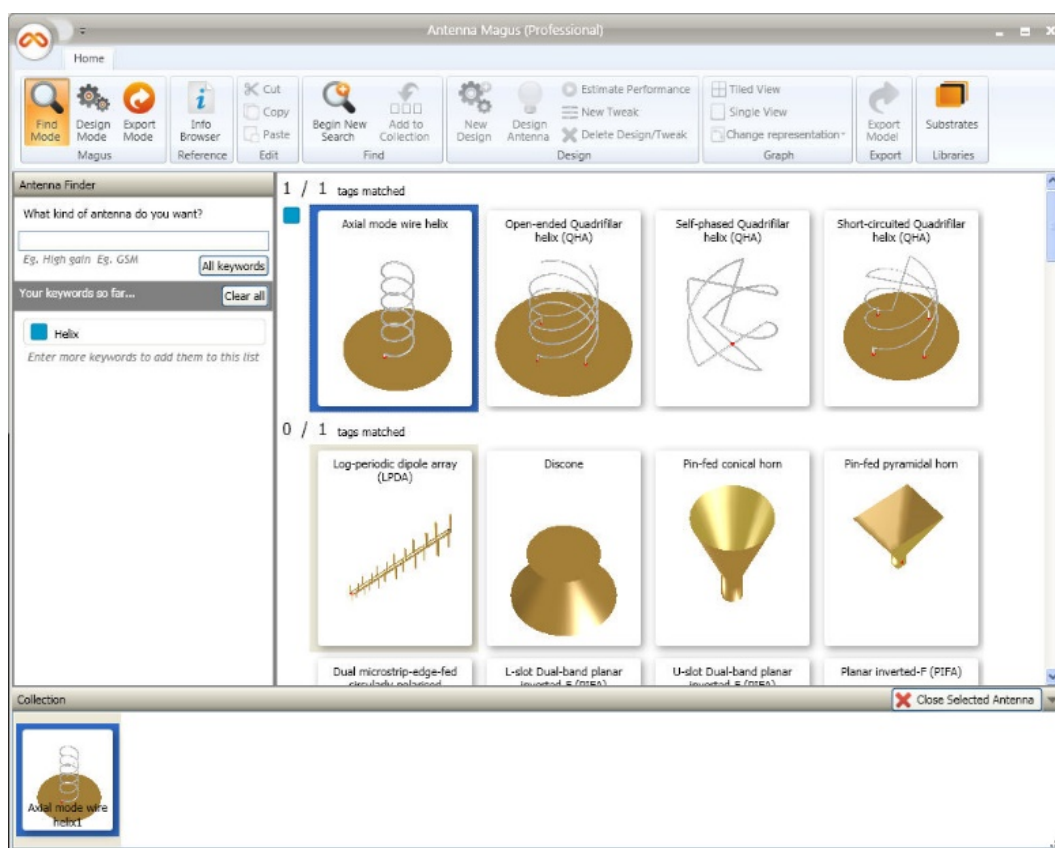 Antenna Magus (Professional)
Home
Find Mode
Design Mode
Export Mode
Magus
Info Browser
Reference
Cut
Copy
Paste
Edit
Begin New Search
Add to Collection
Find
New Design
Design Antenna
Estimate Performance
New Tweak
Delete Design/Tweak
Design
Tiled View
Single View
Change representation
Graph
Export Model
Export
Substrates
Libraries
Antenna Finder
What kind of antenna do you want?
Eg. High gain Eg. GSM
All keywords
Your keywords so far...
Clear all
Helix
Enter more keywords to add them to this list
1 / 1 tags matched
Axial mode wire helix
Open-ended Quadrifilar
helix (QHA)
Self-phased Quadrifilar
helix (QHA)
Short-circuited Quadrifilar
helix (QHA)
0 / 1 tags matched
Log-periodic dipole array
(LPDA)
Discone
Pin-fed conical horn
Pin-fed pyramidal horn
Dual microstrip-edge-fed
circularly polarised
L-slot Dual-band planar
inverted-F (PIFA)
U-slot Dual-band planar
inverted-F (PIFA)
Planar inverted-F (PIFA)
Collection
Close Selected Antenna
Axial mode wire
helix1